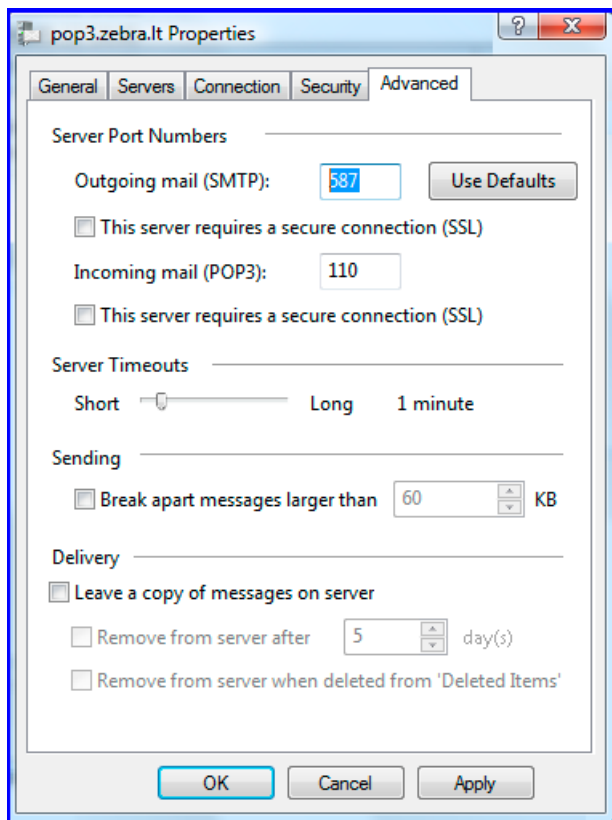 pop3.zebra.lt Properties
General Servers Connection Security Advanced
Server Port Numbers
Outgoing mail (SMTP): 587 Use Defaults
This server requires a secure connection (SSL)
Incoming mail (POP3): 110
This server requires a secure connection (SSL)
Server Timeouts
Short Long 1 minute
Sending
Break apart messages larger than 60 KB
Delivery
Leave a copy of messages on server
Remove from server after 5 day(s)
Remove from server when deleted from 'Deleted Items'
OK Cancel Apply